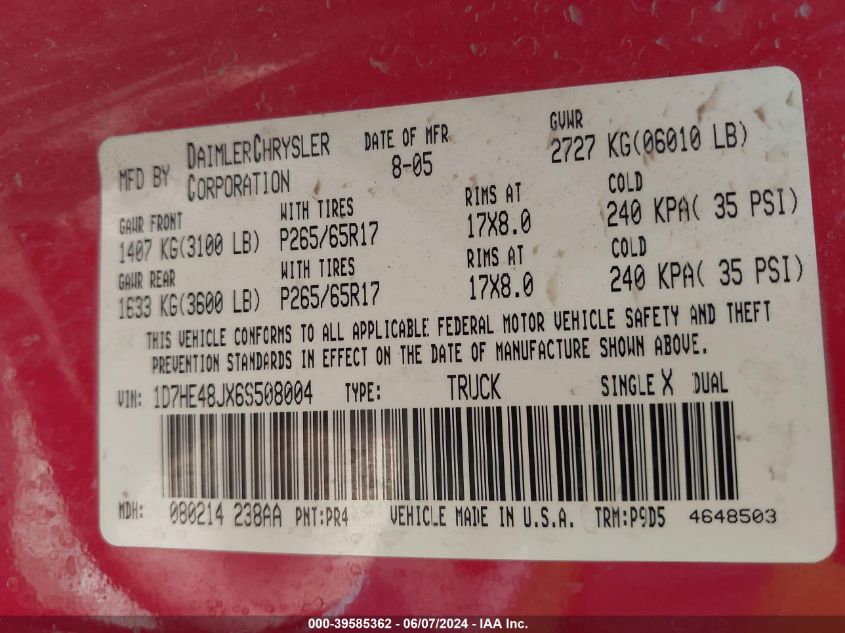 MFD BY DAIMLERCHRYSLER CORPORATION
DATE OF MFR 8-05
GVWR 2727 KG(06010 LB)
GAWR FRONT WITH TIRES RIMS AT COLD
1407 KG(3100 LB) P265/65R17 17X8.0 240 KPA( 35 PSI)
GAWR REAR WITH TIRES RIMS AT COLD
1633 KG(3600 LB) P265/65R17 17X8.0 240 KPA( 35 PSI)
THIS VEHICLE CONFORMS TO ALL APPLICABLE FEDERAL MOTOR VEHICLE SAFETY AND THEFT
PREVENTION STANDARDS IN EFFECT ON THE DATE OF MANUFACTURE SHOWN ABOVE.
VIN: 1D7HE48JX6S508004 TYPE: TRUCK SINGLE X DUAL
MDH: 080214 238AA PNT:PR4 VEHICLE MADE IN U.S.A. TRM:P9D5 4648503
000-39585362 - 06/07/2024 - IAA Inc.